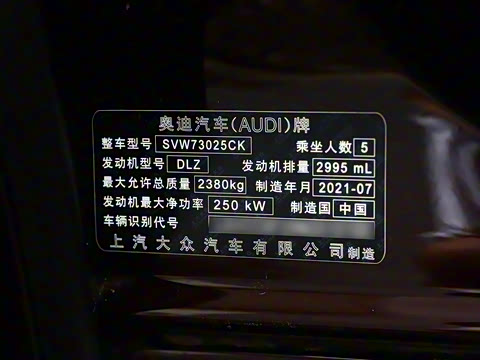 奥迪汽车(AUDI)牌
整车型号 SVW73025CK 乘坐人数 5
发动机型号 DLZ 发动机排量 2995 mL
最大允许总质量 2380kg 制造年月 2021-07
发动机最大净功率 250 kW 制造国 中国
车辆识别代号
上汽大众汽车有限公司制造